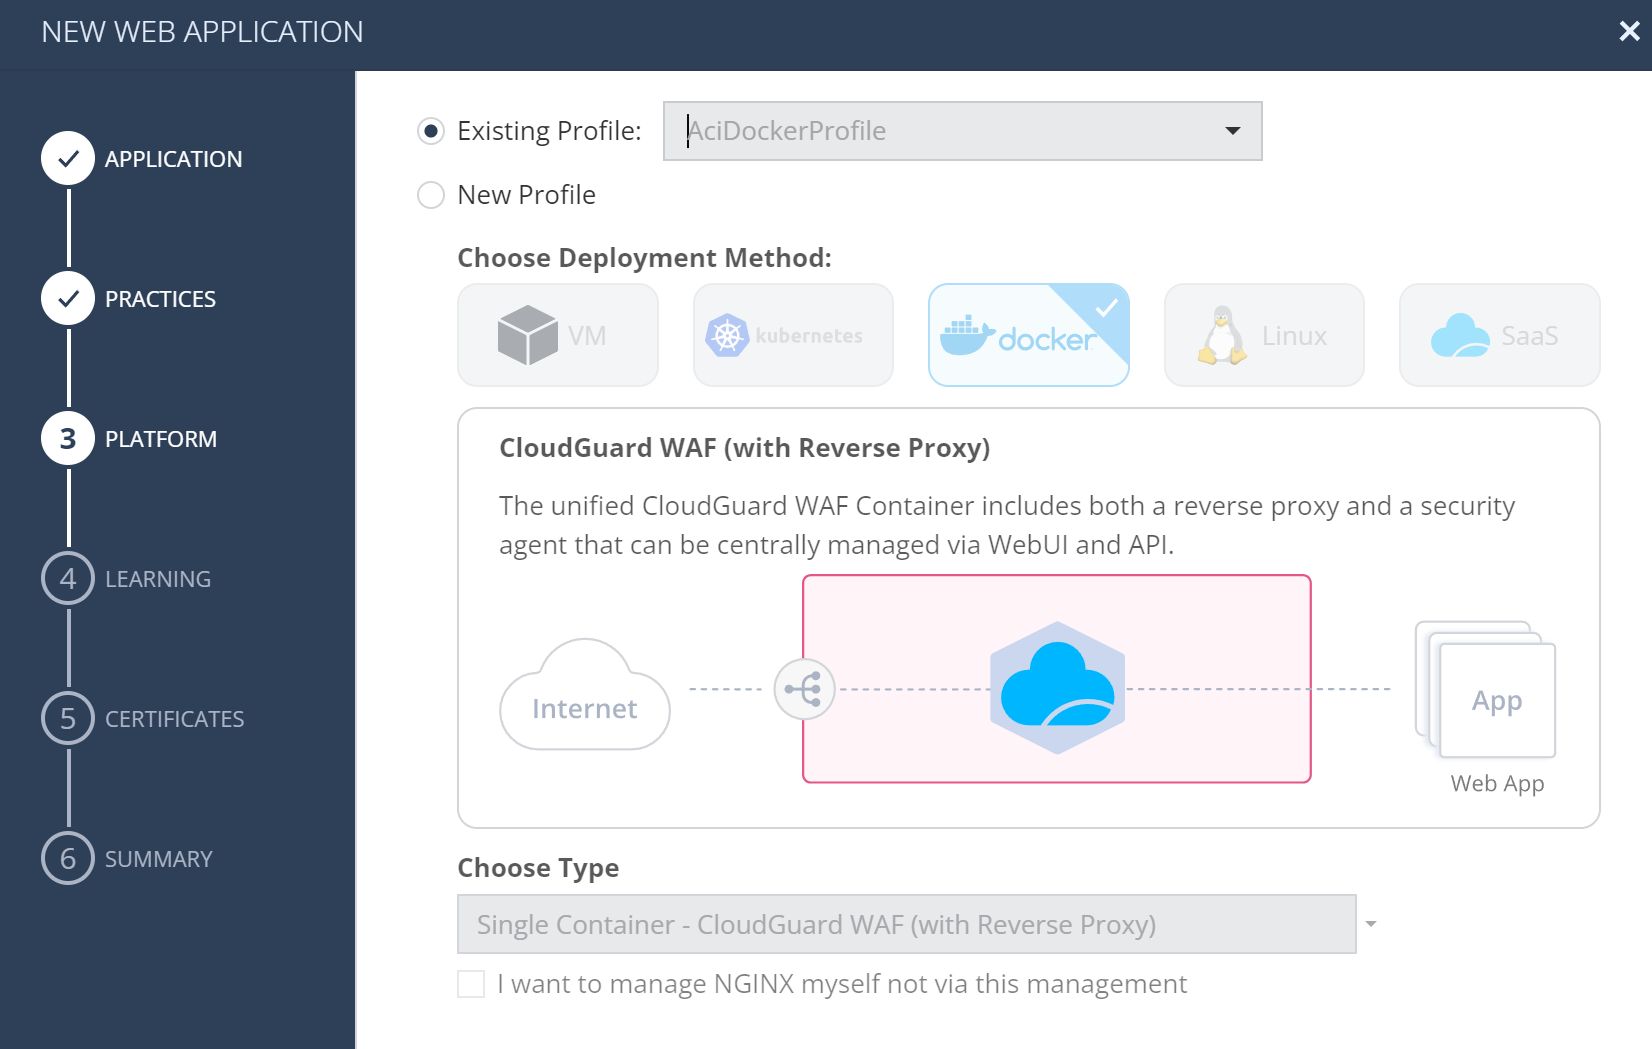 NEW WEB APPLICATION
APPLICATION
PRACTICES
3 PLATFORM
4 LEARNING
5 CERTIFICATES
6 SUMMARY
Existing Profile: AciDockerProfile
New Profile
Choose Deployment Method:
VM kubernetes docker Linux SaaS
CloudGuard WAF (with Reverse Proxy)
The unified CloudGuard WAF Container includes both a reverse proxy and a security
agent that can be centrally managed via WebUI and API.
Internet
App
Web App
Choose Type
Single Container - CloudGuard WAF (with Reverse Proxy)
I want to manage NGINX myself not via this management